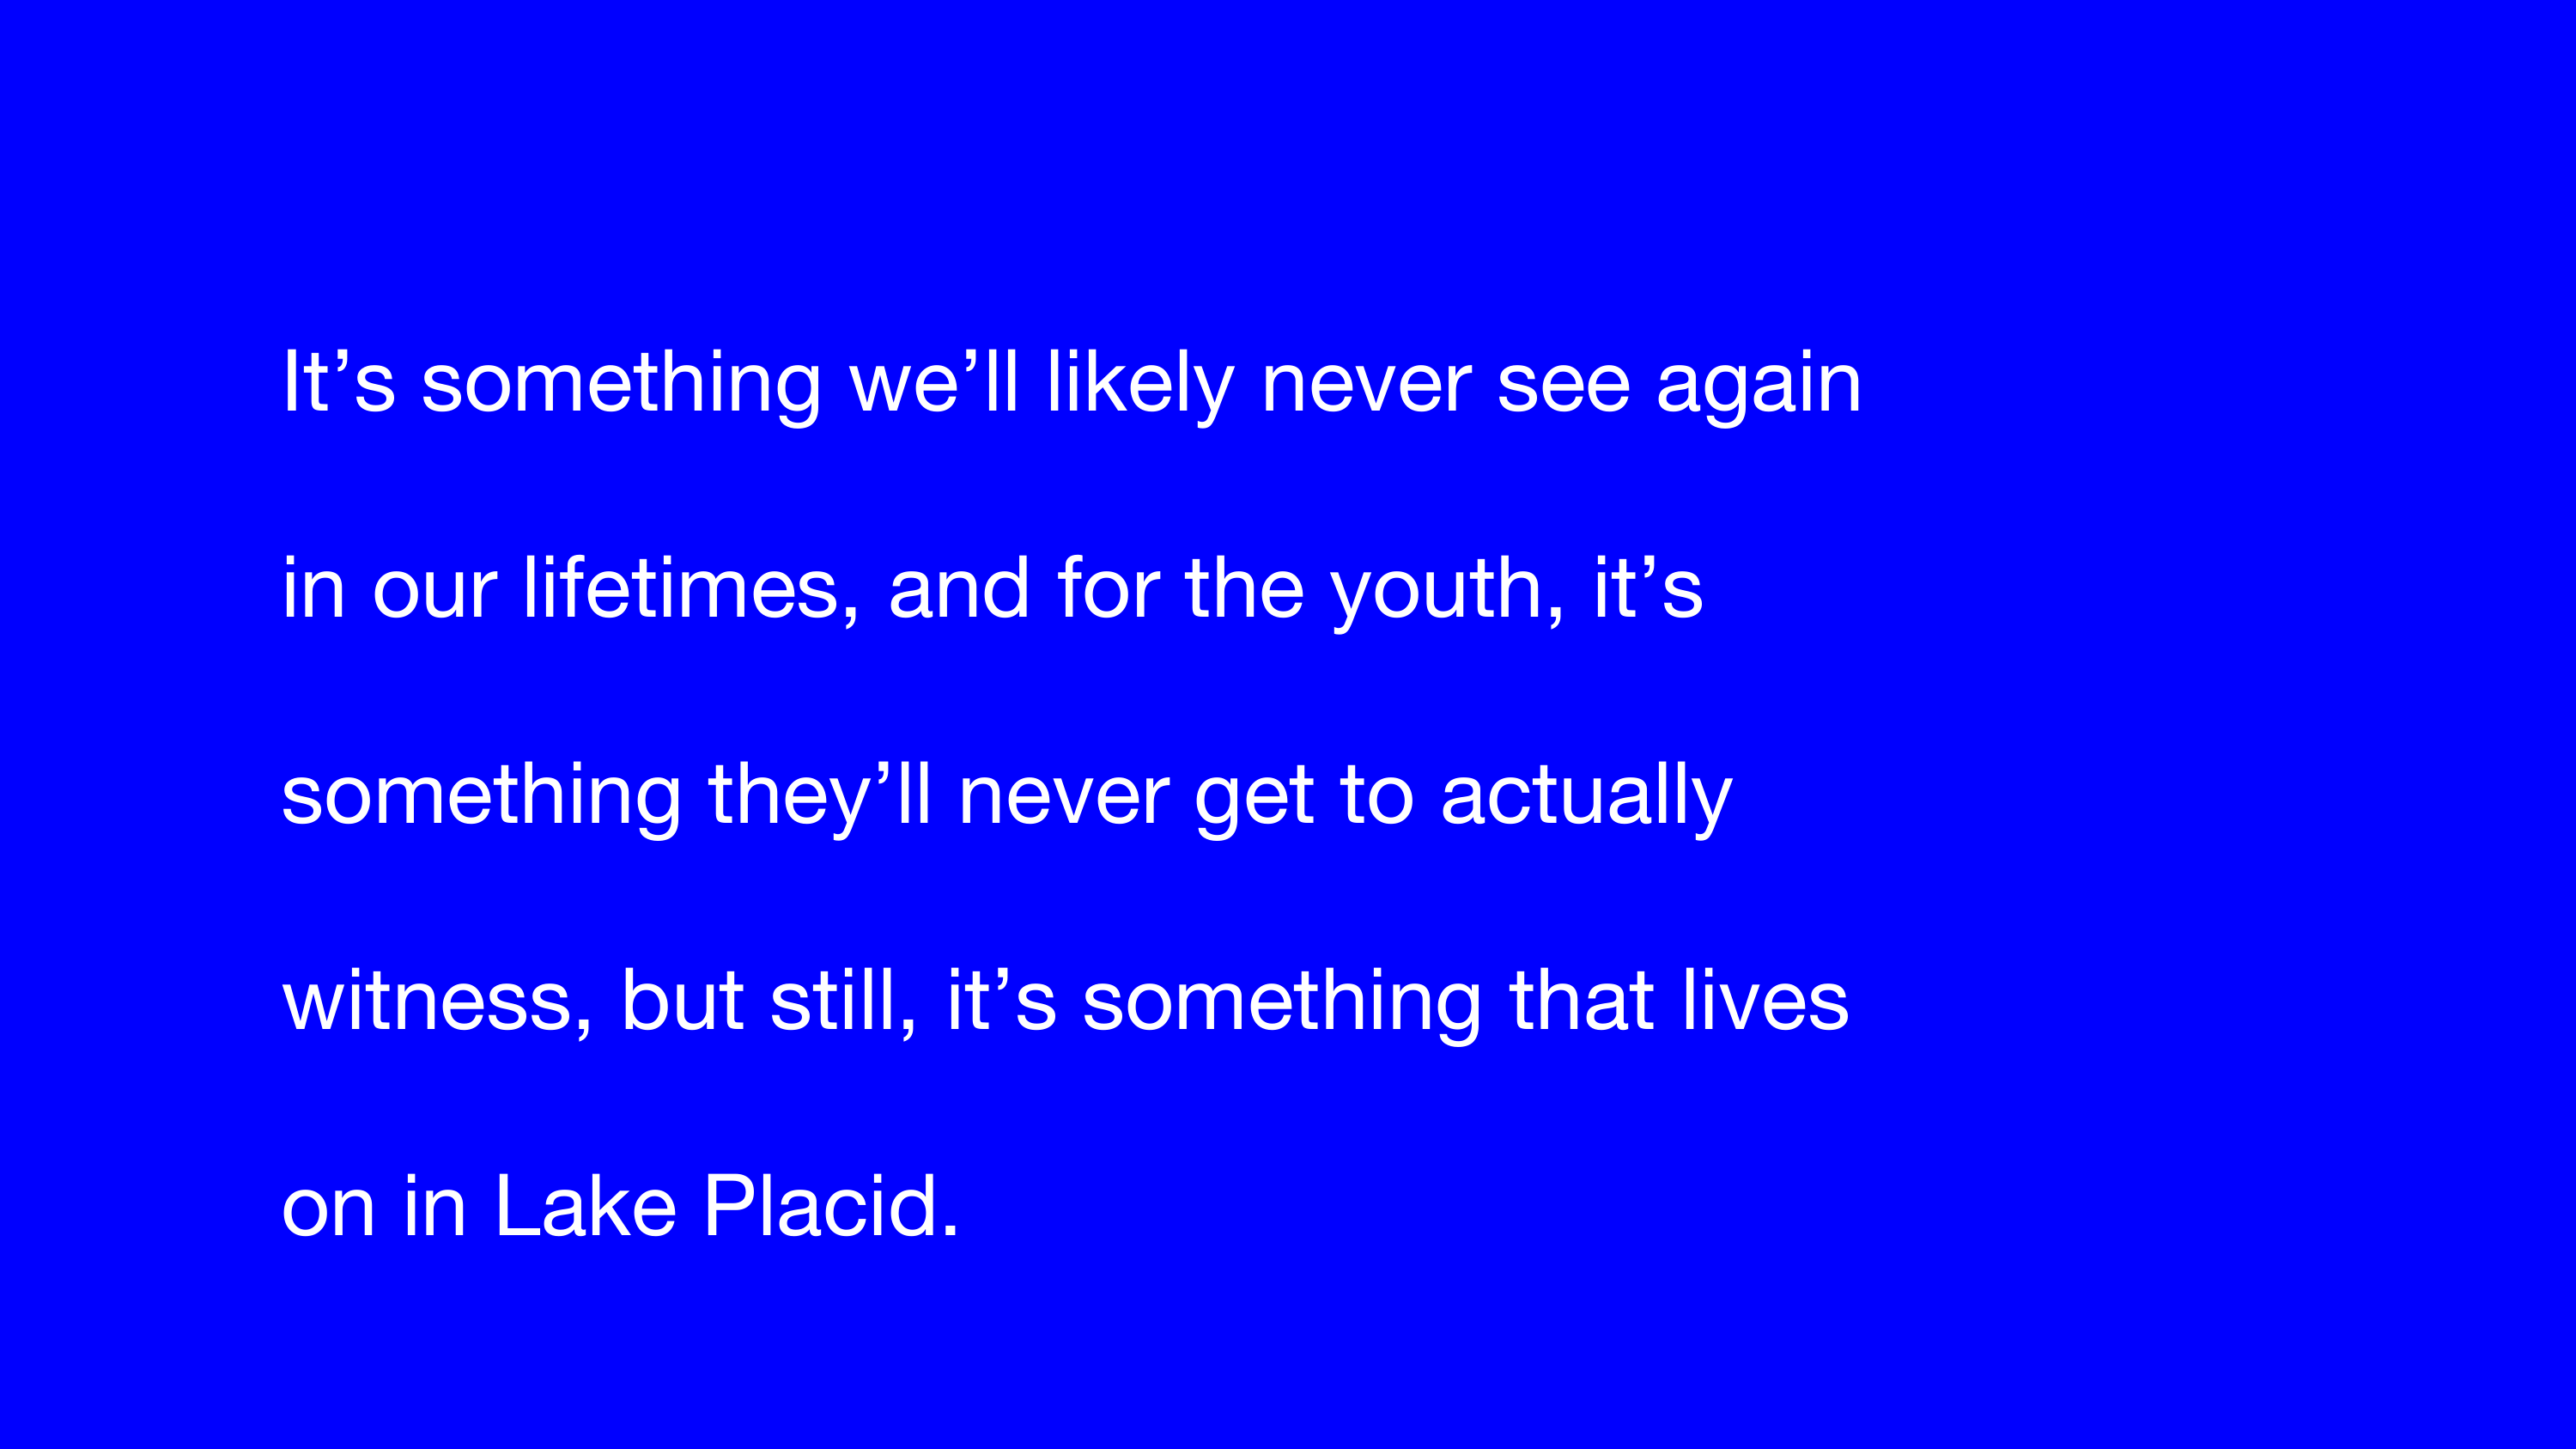 It’s something we’ll likely never see again
in our lifetimes, and for the youth, it’s
something they’ll never get to actually
witness, but still, it’s something that lives
on in Lake Placid.